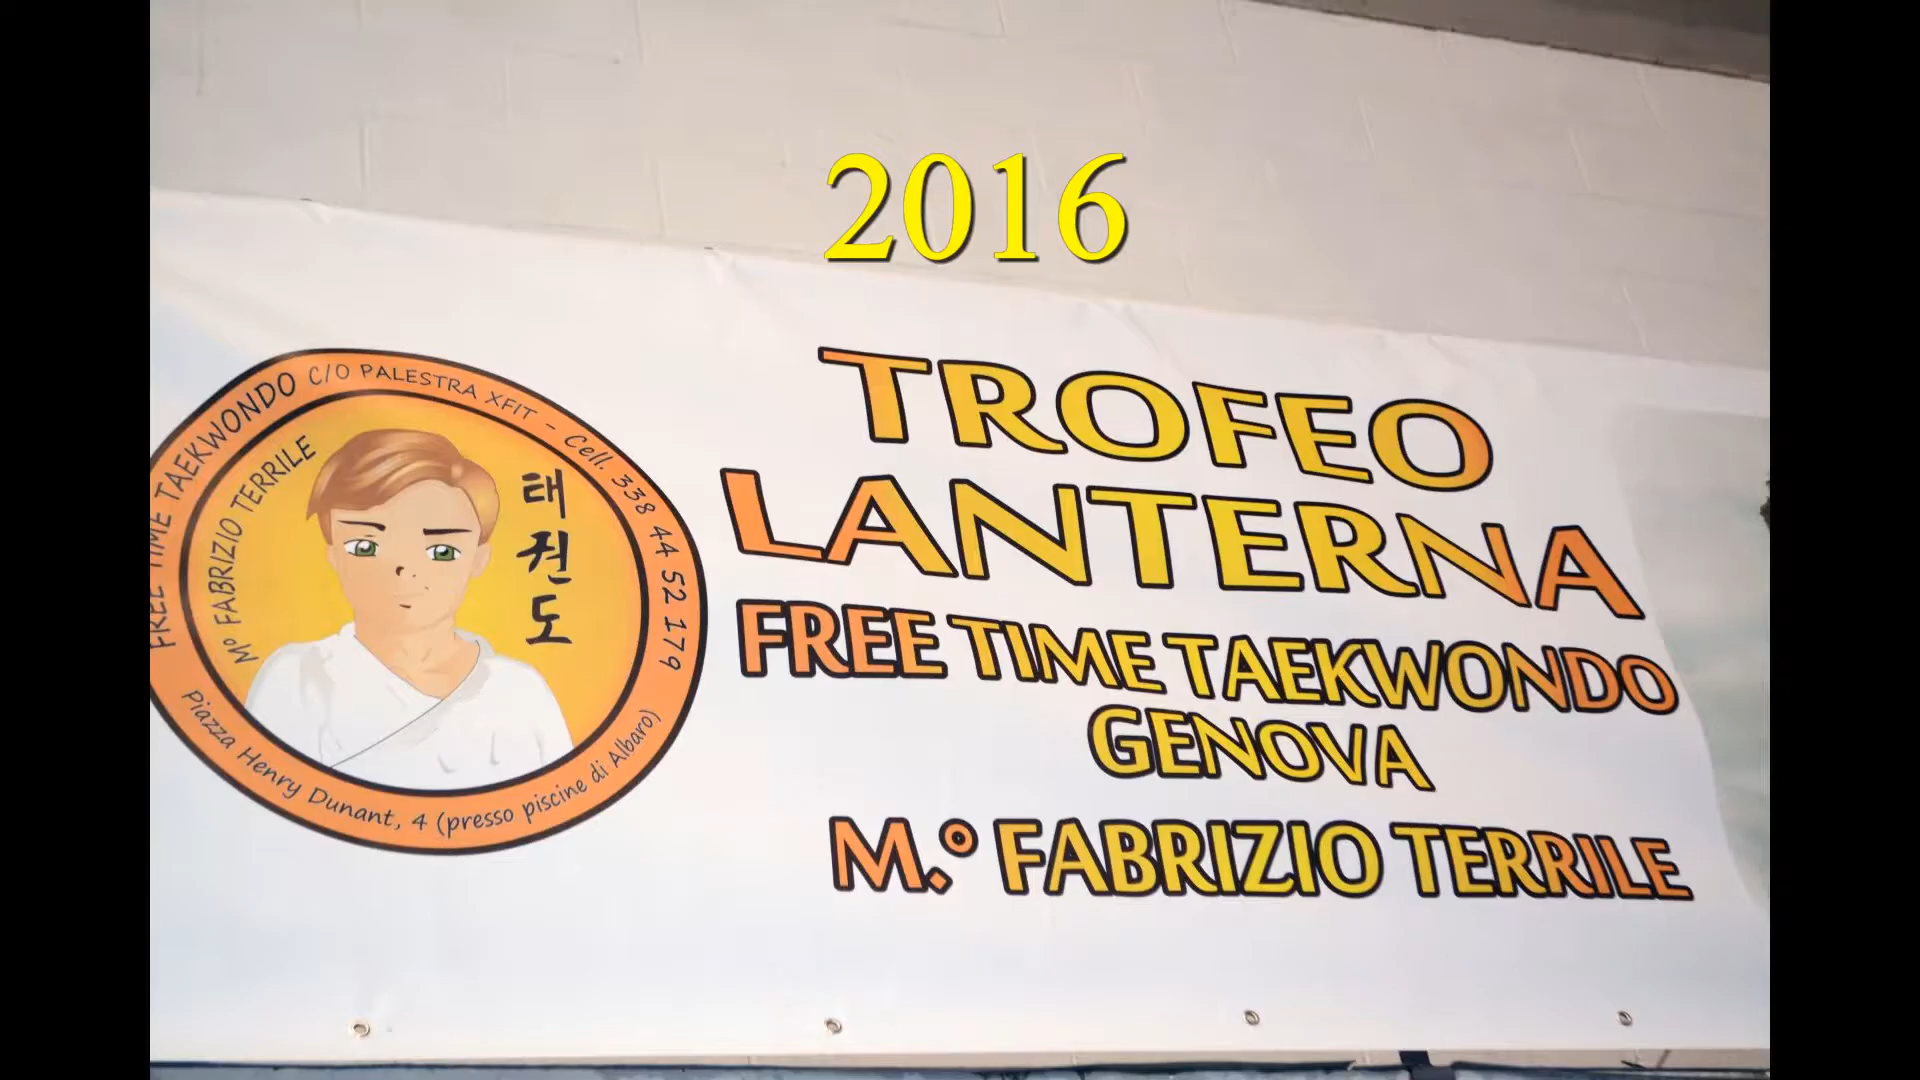 2016
FREE TIME TAEKWONDO C/O PALESTRA XFIT - Cell. 338 44 52 179
M° FABRIZIO TERRILE
태권도
Piazza Henry Dunant, 4 (presso piscine di Albaro)
TROFEO
LANTERNA
FREE TIME TAEKWONDO
GENOVA
M.° FABRIZIO TERRILE